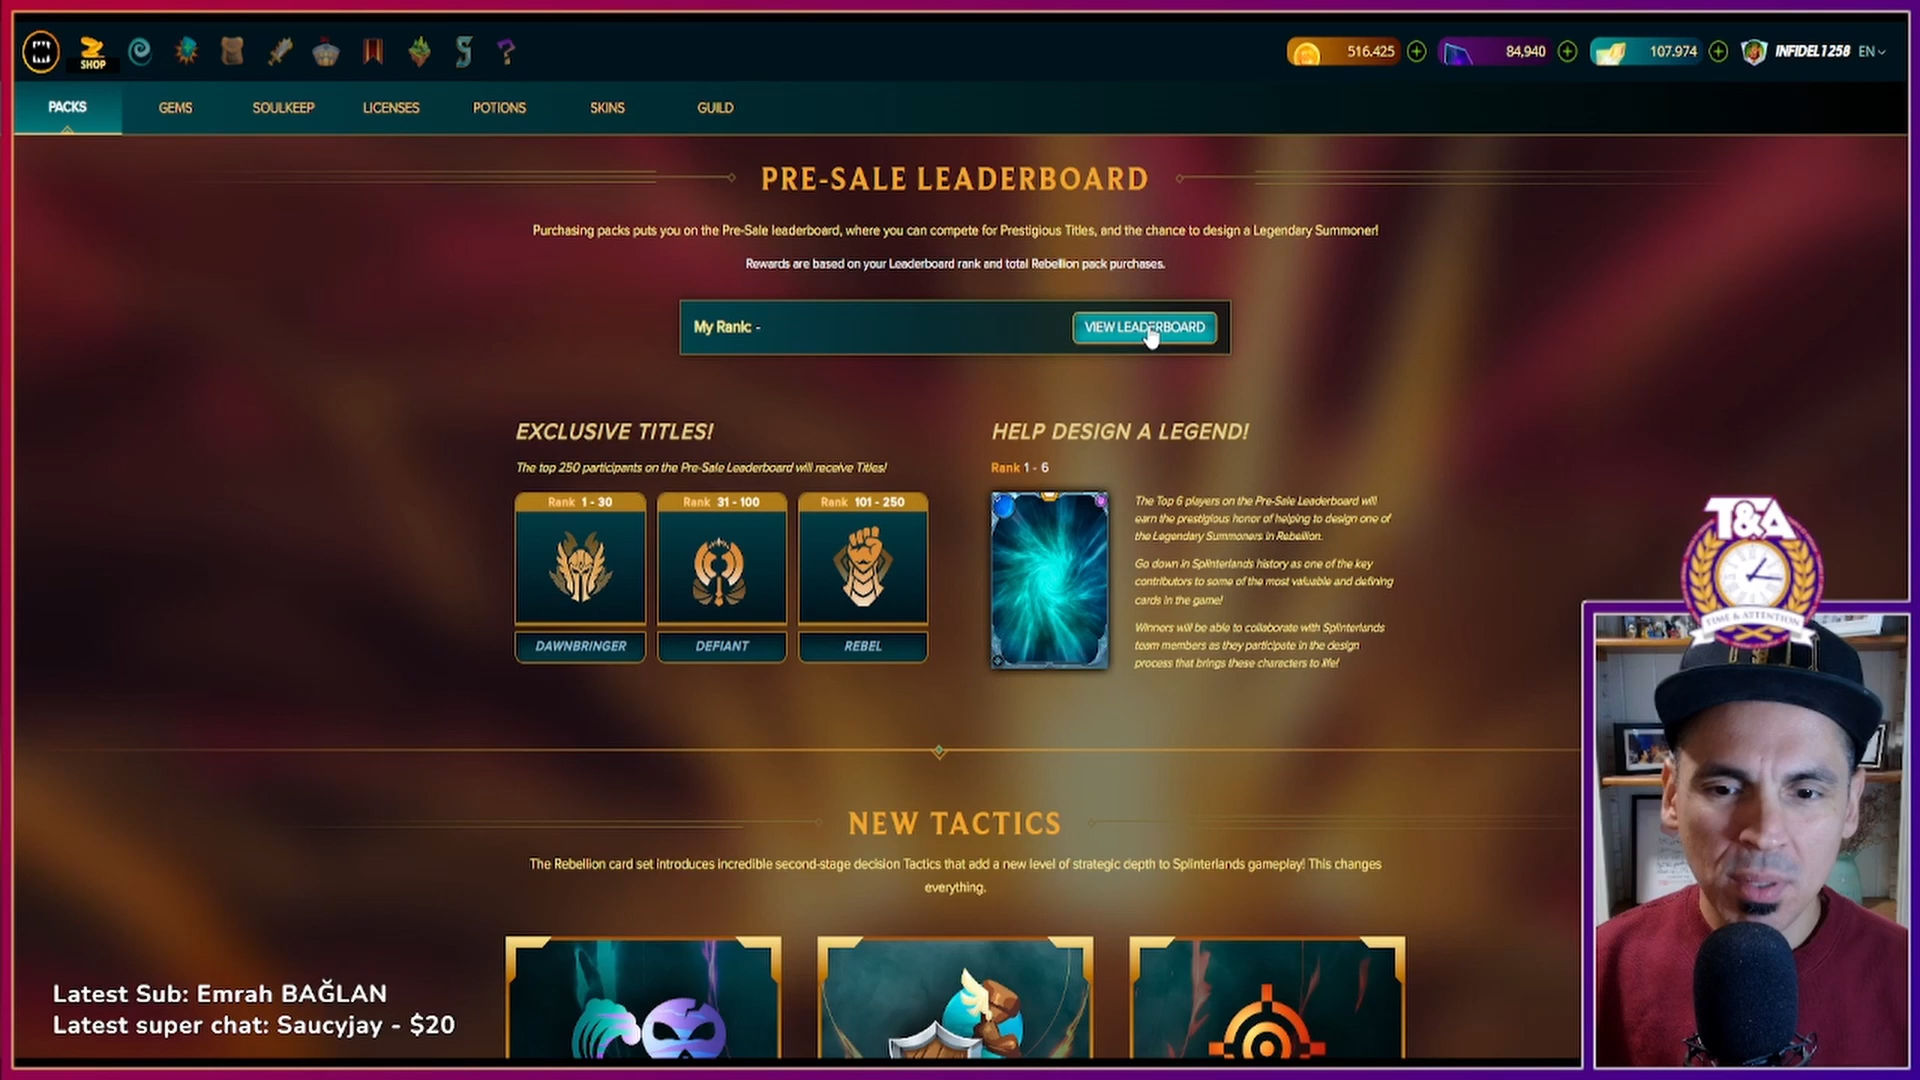 SHOP
516.425
84,940
107.974
INFIDEL1258
EN
PACKS
GEMS
SOULKEEP
LICENSES
POTIONS
SKINS
GUILD
PRE-SALE LEADERBOARD
Purchasing packs puts you on the Pre-Sale leaderboard, where you can compete for Prestigious Titles, and the chance to design a Legendary Summoner!
Rewards are based on your Leaderboard rank and total Rebellion pack purchases.
My Rank: -
VIEW LEADERBOARD
EXCLUSIVE TITLES!
The top 250 participants on the Pre-Sale Leaderboard will receive Titles!
Rank 1 - 30
Rank 31 - 100
Rank 101 - 250
DAWNBRINGER
DEFIANT
REBEL
HELP DESIGN A LEGEND!
Rank 1 - 6
The Top 6 players on the Pre-Sale Leaderboard will
earn the prestigious honor of helping to design one of
the Legendary Summoners in Rebellion.
Go down in Splinterlands history as one of the key
contributors to some of the most valuable and defining
cards in the game!
Winners will be able to collaborate with Splinterlands
team members as they participate in the design
process that brings these characters to life!
T&A
TIME & ATTENTION
NEW TACTICS
The Rebellion card set introduces incredible second-stage decision Tactics that add a new level of strategic depth to Splinterlands gameplay! This changes
everything.
Latest Sub: Emrah BAĞLAN
Latest super chat: Saucyjay - $20